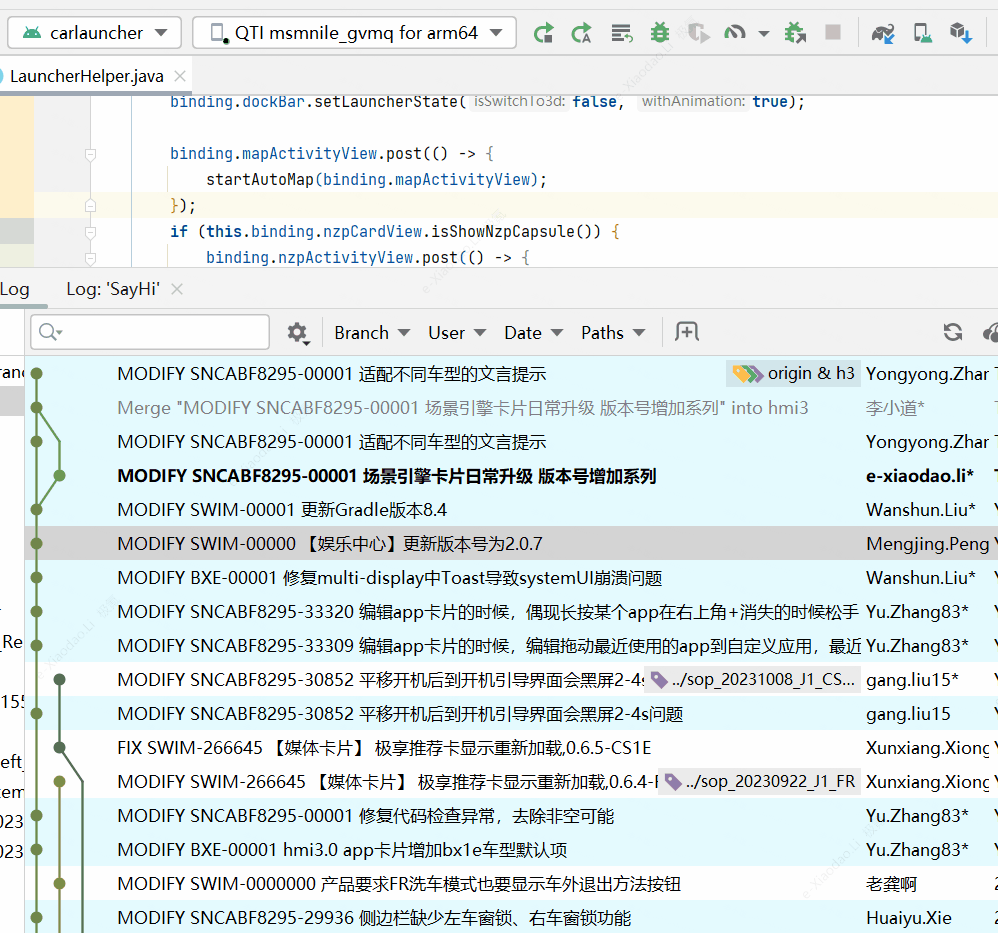 carlauncher
QTI msmnile_gvmq for arm64
LauncherHelper.java
binding.dockBar.setLauncherState( isSwitchTo3d: false, withAnimation: true);
binding.mapActivityView.post(() -> {
startAutoMap(binding.mapActivityView);
});
if (this.binding.nzpCardView.isShowNzpCapsule()) {
binding.nzpActivityView.post(() -> {
Log
Log: 'SayHi'
Branch
User
Date
Paths
MODIFY SNCABF8295-00001 适配不同车型的文言提示 origin & h3 Yongyong.Zhar
Merge "MODIFY SNCABF8295-00001 场景引擎卡片日常升级 版本号增加系列" into hmi3 李小道*
MODIFY SNCABF8295-00001 适配不同车型的文言提示 Yongyong.Zhar
MODIFY SNCABF8295-00001 场景引擎卡片日常升级 版本号增加系列 e-xiaodao.li*
MODIFY SWIM-00001 更新Gradle版本8.4 Wanshun.Liu*
MODIFY SWIM-00000 【娱乐中心】更新版本号为2.0.7 Mengjing.Peng
MODIFY BXE-00001 修复multi-display中Toast导致systemUI崩溃问题 Wanshun.Liu*
MODIFY SNCABF8295-33320 编辑app卡片的时候，偶现长按某个app在右上角+消失的时候松手 Yu.Zhang83*
MODIFY SNCABF8295-33309 编辑app卡片的时候，编辑拖动最近使用的app到自定义应用，最近 Yu.Zhang83*
MODIFY SNCABF8295-30852 平移开机后到开机引导界面会黑屏2-4s ../sop_20231008_J1_CS... gang.liu15*
MODIFY SNCABF8295-30852 平移开机后到开机引导界面会黑屏2-4s问题 gang.liu15
FIX SWIM-266645 【媒体卡片】 极享推荐卡显示重新加载,0.6.5-CS1E Xunxiang.Xiong
MODIFY SWIM-266645 【媒体卡片】 极享推荐卡显示重新加载,0.6.4-F ../sop_20230922_J1_FR Xunxiang.Xiong
MODIFY SNCABF8295-00001 修复代码检查异常，去除非空可能 Yu.Zhang83*
MODIFY BXE-00001 hmi3.0 app卡片增加bx1e车型默认项 Yu.Zhang83*
MODIFY SWIM-0000000 产品要求FR洗车模式也要显示车外退出方法按钮 老龚啊
MODIFY SNCABF8295-29936 侧边栏缺少左车窗锁、右车窗锁功能 Huaiyu.Xie